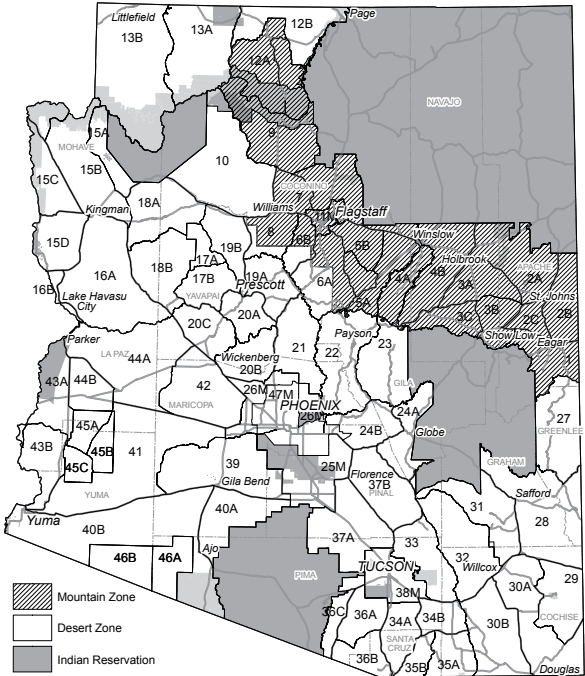 Littlefield
13B
13A
12B
Page
12A
NAVAJO
15A
MOHAVE
15B
15C
9
10
COCONINO
7
Kingman
18A
Williams
11M
Flagstaff
8
6B
5B
Winslow
Holbrook
APACHE
15D
16A
18B
17A
19B
17B
19A
YAVAPAI
Prescott
6A
5A
4A
4B
3A
2A
St. Johns
3C
3B
2C
2B
16B
Lake Havasu
City
20C
20A
Show Low
Eagar
1
Parker
Payson
LA PAZ
44A
Wickenberg
20B
21
22
23
GILA
43A
44B
42
26M
47M
PHOENIX
26M
MARICOPA
24A
27
GREENLEE
45A
41
24B
Globe
43B
45B
45C
39
25M
Florence
GRAHAM
37B
PINAL
YUMA
Gila Bend
Safford
Yuma
40A
31
28
40B
37A
33
46B
46A
Ajo
TUCSON
32
Willcox
29
PIMA
30A
38M
COCHISE
36C
36A
34A
34B
30B
SANTA
CRUZ
36B
35B
35A
Douglas
Mountain Zone
Desert Zone
Indian Reservation